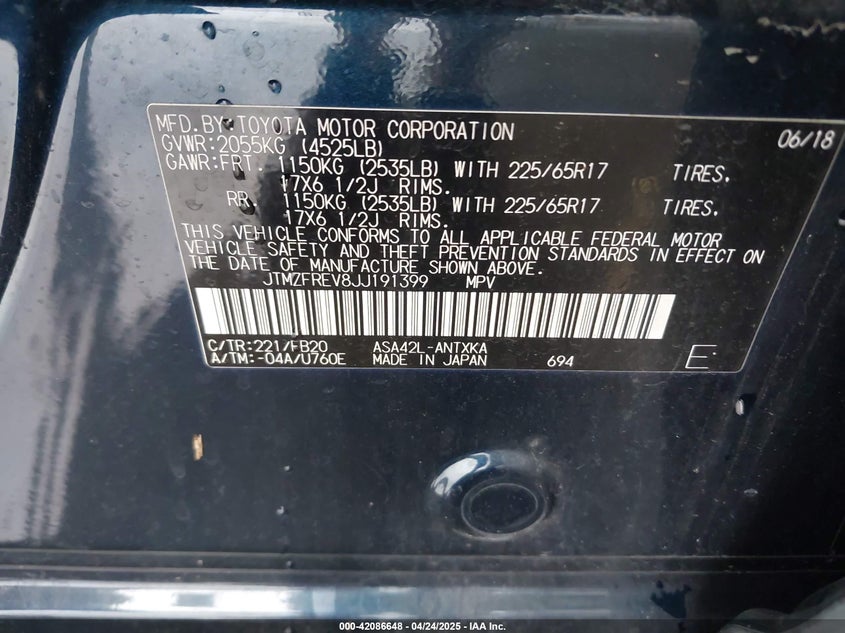 MFD.BY:TOYOTA MOTOR CORPORATION 06/18
GVWR:2055KG (4525LB)
GAWR:FRT. 1150KG (2535LB) WITH 225/65R17 TIRES.
17X6 1/2J RIMS.
RR. 1150KG (2535LB) WITH 225/65R17 TIRES.
17X6 1/2J RIMS.
THIS VEHICLE CONFORMS TO ALL APPLICABLE FEDERAL MOTOR
VEHICLE SAFETY AND THEFT PREVENTION STANDARDS IN EFFECT ON
THE DATE OF MANUFACTURE SHOWN ABOVE.
JTMZFREV8JJ191399 MPV
C/TR:221/FB20 ASA42L-ANTXKA
A/TM:-04A/U760E MADE IN JAPAN 694 E:
000-42086648 - 04/24/2025 - IAA Inc.